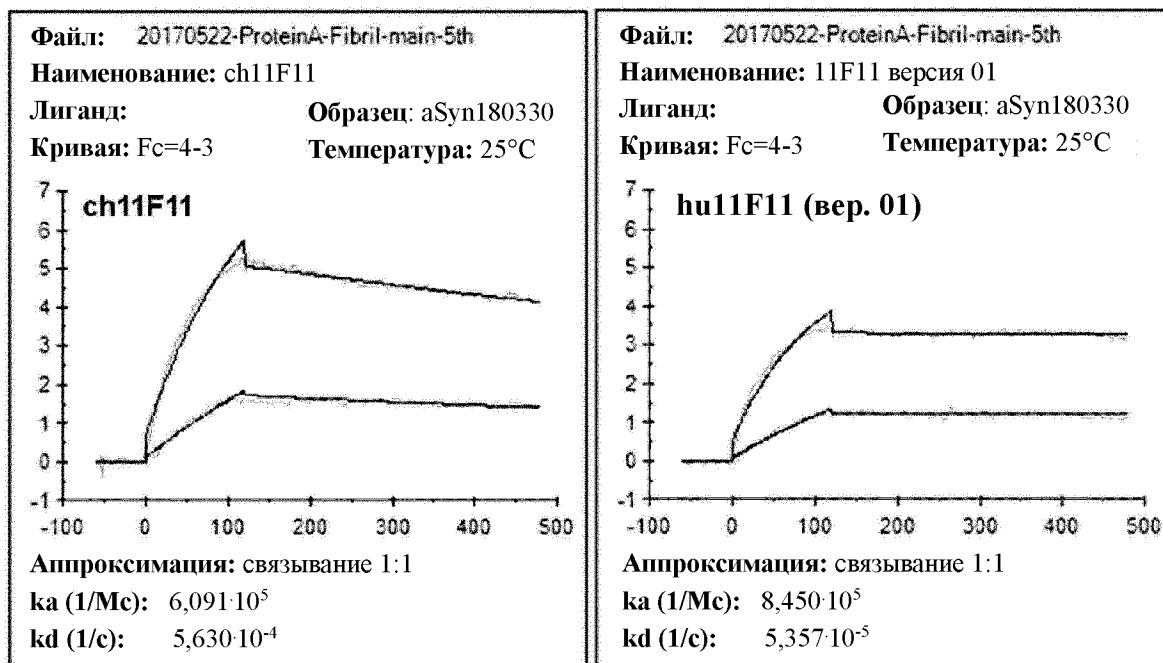 Файл: 20170522-ProteinA-Fibril-main-5th
Наименование: ch11F11
Лиганд: Образец: aSyn180330
Кривая: Fc=4-3 Температура: 25°C
7
6
5
4
3
2
1
0
-1
ch11F11
-100 0 100 200 300 400 500
Аппроксимация: связывание 1:1
ka (1/Мс): 6,091·10⁵
kd (1/с): 5,630·10⁻⁴
Файл: 20170522-ProteinA-Fibril-main-5th
Наименование: 11F11 версия 01
Лиганд: Образец: aSyn180330
Кривая: Fc=4-3 Температура: 25°C
7
6
5
4
3
2
1
0
-1
hu11F11 (вер. 01)
-100 0 100 200 300 400 500
Аппроксимация: связывание 1:1
ka (1/Мс): 8,450·10⁵
kd (1/с): 5,357·10⁻⁵